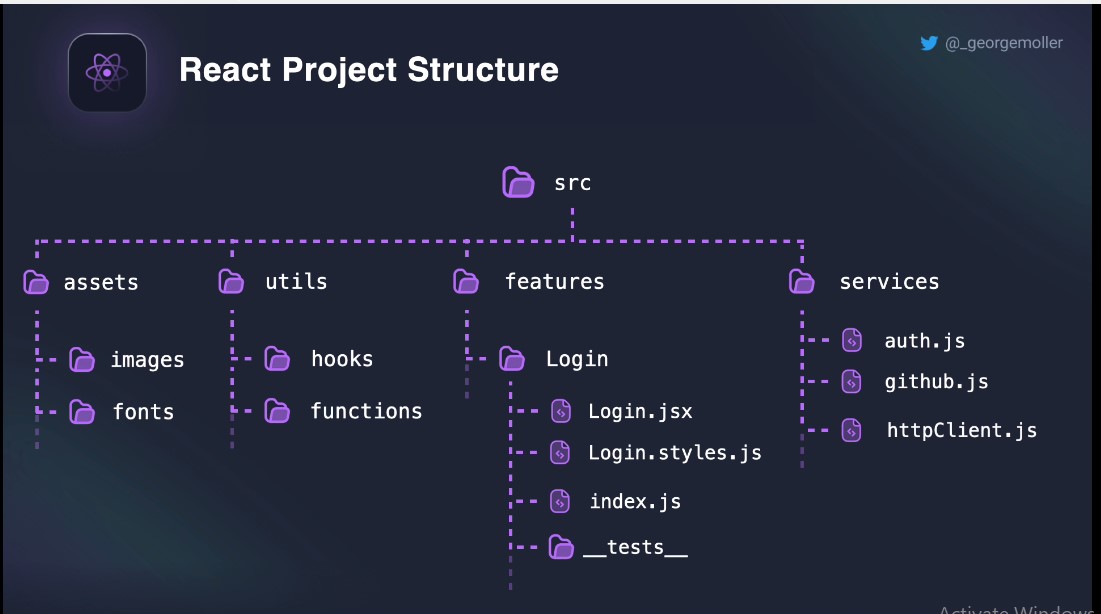 @_georgemoller
React Project Structure
src
assets
utils
features
services
images
fonts
hooks
functions
Login
Login.jsx
Login.styles.js
index.js
__tests__
auth.js
github.js
httpClient.js
Activate Windows